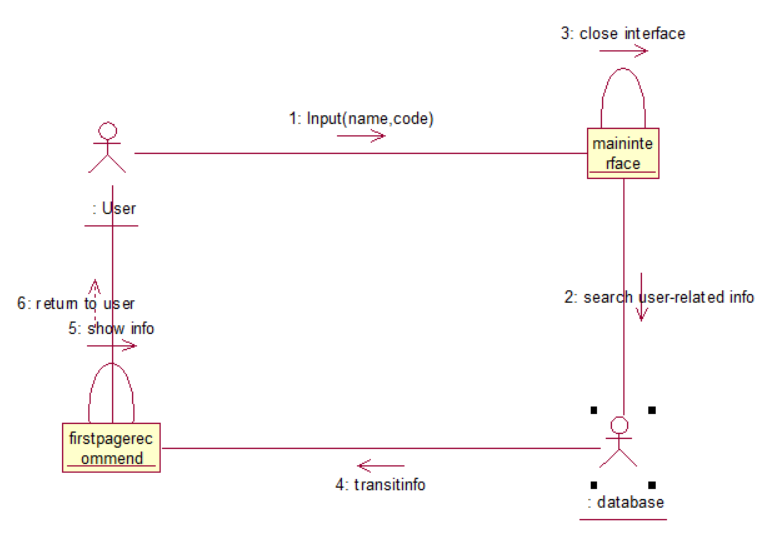 3: close interface
1: Input(name,code)
maininte
rface
: User
2: search user-related info
6: return to user
5: show info
firstpagerec
ommend
4: transitinfo
: database